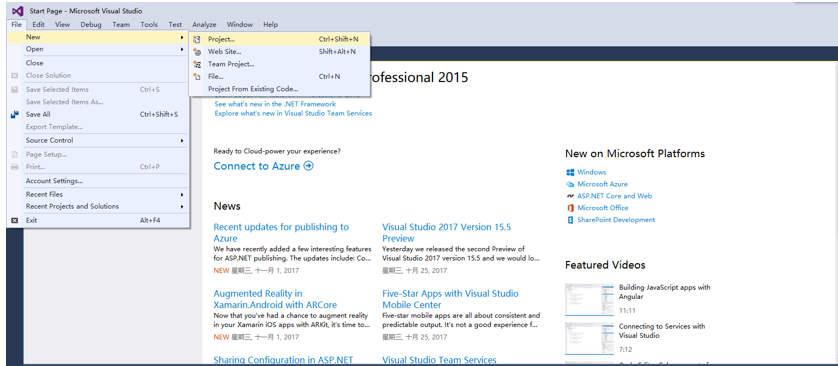 Start Page - Microsoft Visual Studio
File Edit View Debug Team Tools Test Analyze Window Help
New
Open
Close
Close Solution
Save Selected Items Ctrl+S
Save Selected Items As...
Save All Ctrl+Shift+S
Export Template...
Source Control
Page Setup...
Print... Ctrl+P
Account Settings...
Recent Files
Recent Projects and Solutions
Exit Alt+F4
Project... Ctrl+Shift+N
Web Site... Shift+Alt+N
Team Project...
File... Ctrl+N
Project From Existing Code...
rofessional 2015
See what's new in the .NET Framework
Explore what's new in Visual Studio Team Services
Ready to Cloud-power your experience?
Connect to Azure
News
Recent updates for publishing to
Azure
We have recently added a few interesting features
for ASP.NET publishing. The updates include: Co...
NEW 星期三, 十一月 1, 2017
Augmented Reality in
Xamarin.Android with ARCore
Now that you've had a chance to augment reality
in your Xamarin iOS apps with ARKit, it's time to...
NEW 星期三, 十一月 1, 2017
Sharing Configuration in ASP.NET
Visual Studio 2017 Version 15.5
Preview
Yesterday we released the second Preview of
Visual Studio 2017 version 15.5 and we would lo...
星期三, 十月 25, 2017
Five-Star Apps with Visual Studio
Mobile Center
Five-star mobile apps are all about consistent and
predictable output. It's not a good experience f...
星期三, 十月 25, 2017
Visual Studio Team Services
New on Microsoft Platforms
Windows
Microsoft Azure
ASP.NET Core and Web
Microsoft Office
SharePoint Development
Featured Videos
Building JavaScript apps with
Angular
11:11
Connecting to Services with
Visual Studio
7:12